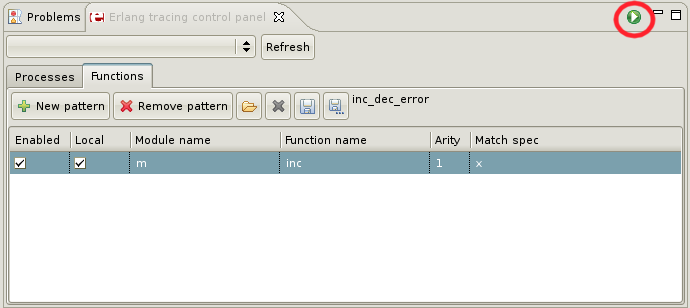 Problems Erlang tracing control panel
Refresh
Processes Functions
New pattern Remove pattern inc_dec_error
Enabled Local Module name Function name Arity Match spec
m inc 1 x